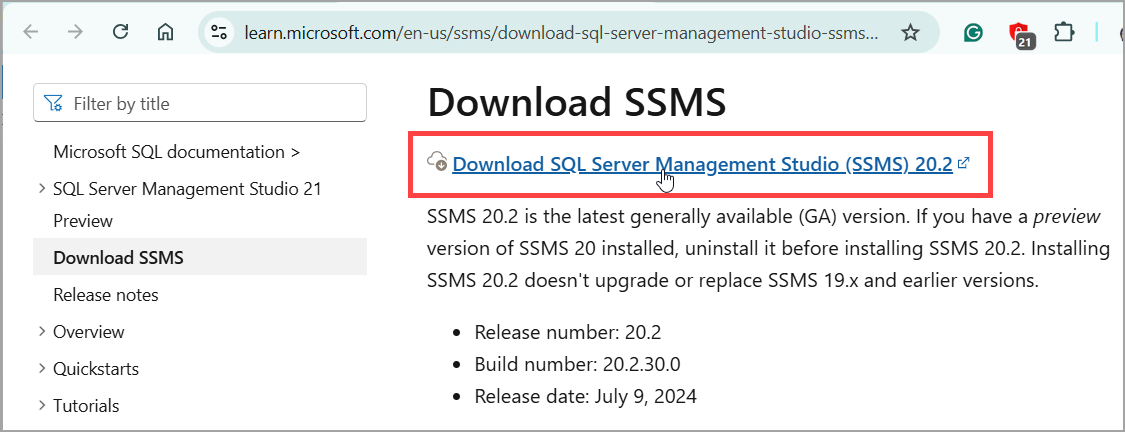 learn.microsoft.com/en-us/ssms/download-sql-server-management-studio-ssms...
21
Filter by title
Microsoft SQL documentation >
SQL Server Management Studio 21
Preview
Download SSMS
Release notes
Overview
Quickstarts
Tutorials
Download SSMS
Download SQL Server Management Studio (SSMS) 20.2
SSMS 20.2 is the latest generally available (GA) version. If you have a preview
version of SSMS 20 installed, uninstall it before installing SSMS 20.2. Installing
SSMS 20.2 doesn't upgrade or replace SSMS 19.x and earlier versions.
• Release number: 20.2
• Build number: 20.2.30.0
• Release date: July 9, 2024